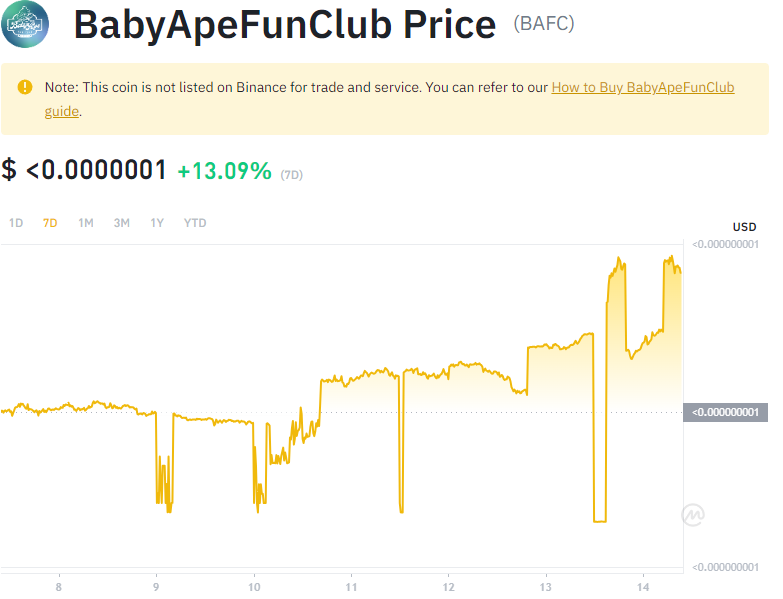 BabyApeFunClub Price (BAFC)
Note: This coin is not listed on Binance for trade and service. You can refer to our How to Buy BabyApeFunClub
guide.
$ <0.0000001 +13.09% (7D)
1D 7D 1M 3M 1Y YTD
USD
<0.000000001
<0.000000001
<0.000000001
8 9 10 11 12 13 14